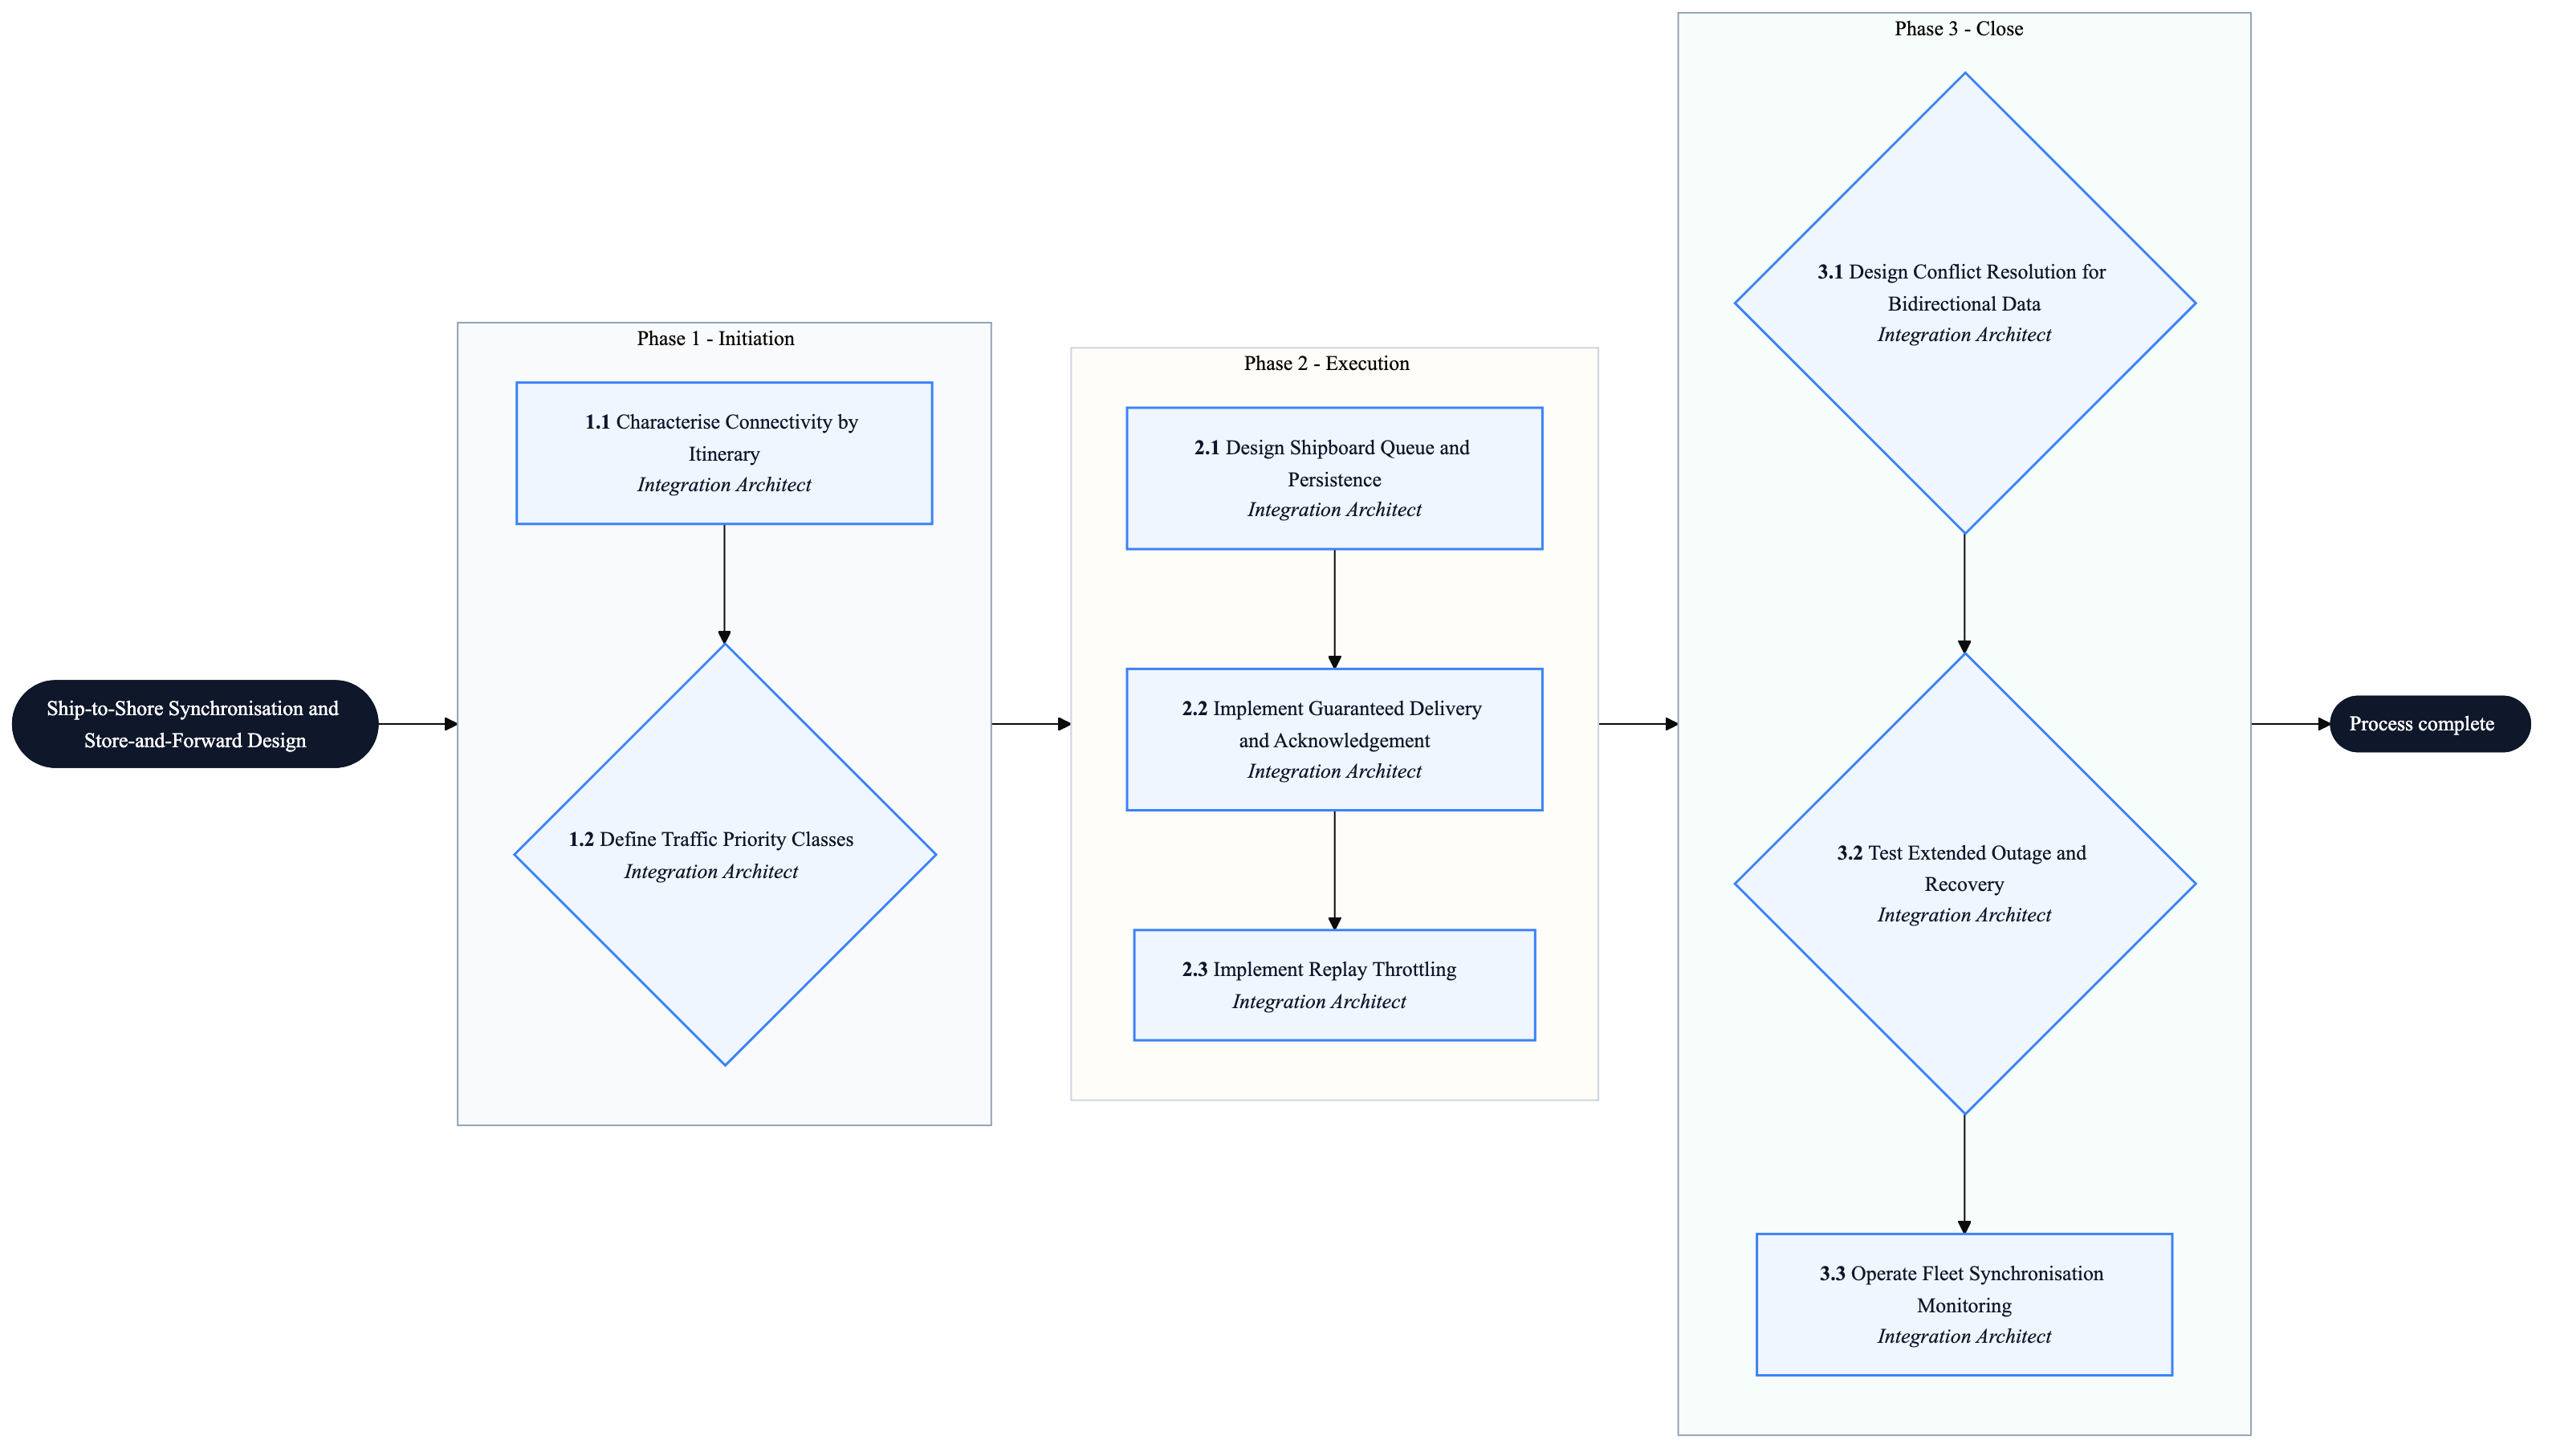 Ship-to-Shore Synchronisation and
Store-and-Forward Design
Phase 1 - Initiation
1.1 Characterise Connectivity by
Itinerary
Integration Architect
1.2 Define Traffic Priority Classes
Integration Architect
Phase 2 - Execution
2.1 Design Shipboard Queue and
Persistence
Integration Architect
2.2 Implement Guaranteed Delivery
and Acknowledgement
Integration Architect
2.3 Implement Replay Throttling
Integration Architect
Phase 3 - Close
3.1 Design Conflict Resolution for
Bidirectional Data
Integration Architect
3.2 Test Extended Outage and
Recovery
Integration Architect
3.3 Operate Fleet Synchronisation
Monitoring
Integration Architect
Process complete